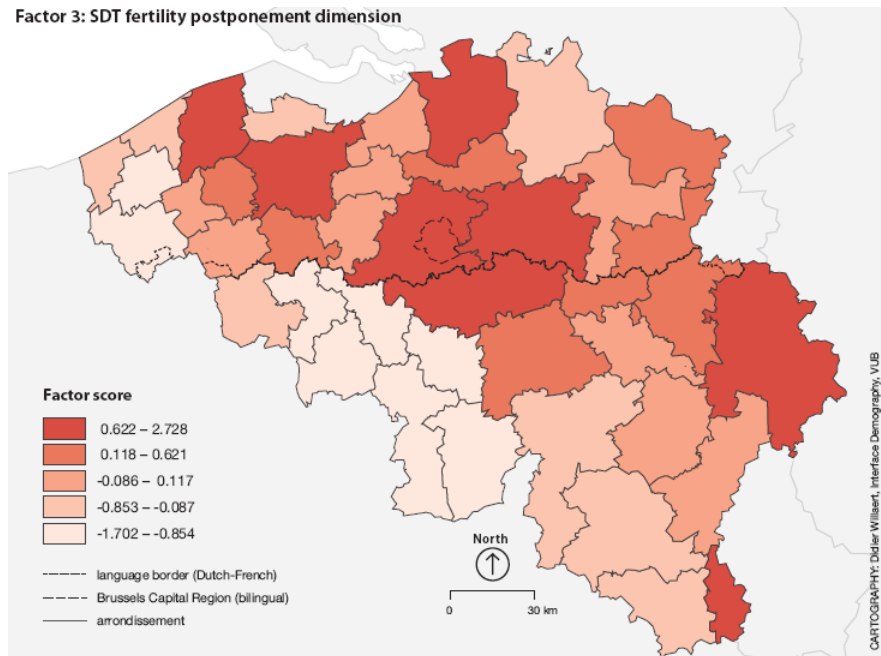 Factor 3: SDT fertility postponement dimension
Factor score
0.622 – 2.728
0.118 – 0.621
-0.086 – 0.117
-0.853 – -0.087
-1.702 – -0.854
language border (Dutch-French)
Brussels Capital Region (bilingual)
arrondissement
North
0 30 km
CARTOGRAPHY: Didier Willaert, Interface Demography, VUB